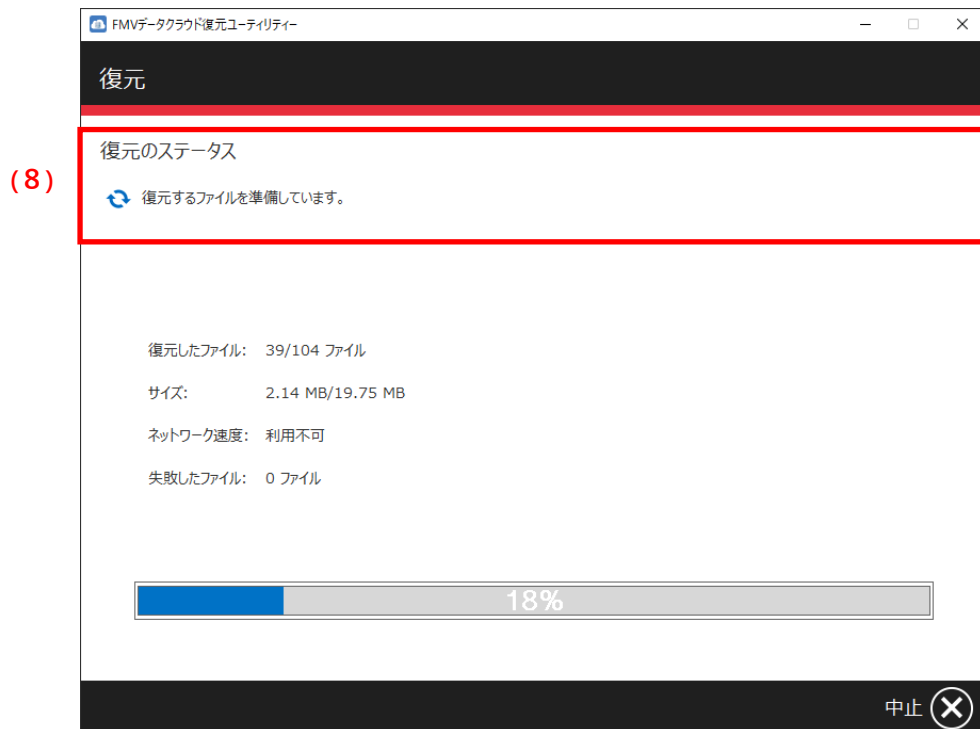 FMVデータクラウド復元ユーティリティー
復元
(8)
復元のステータス
復元するファイルを準備しています。
復元したファイル: 39/104 ファイル
サイズ: 2.14 MB/19.75 MB
ネットワーク速度: 利用不可
失敗したファイル: 0 ファイル
18%
中止